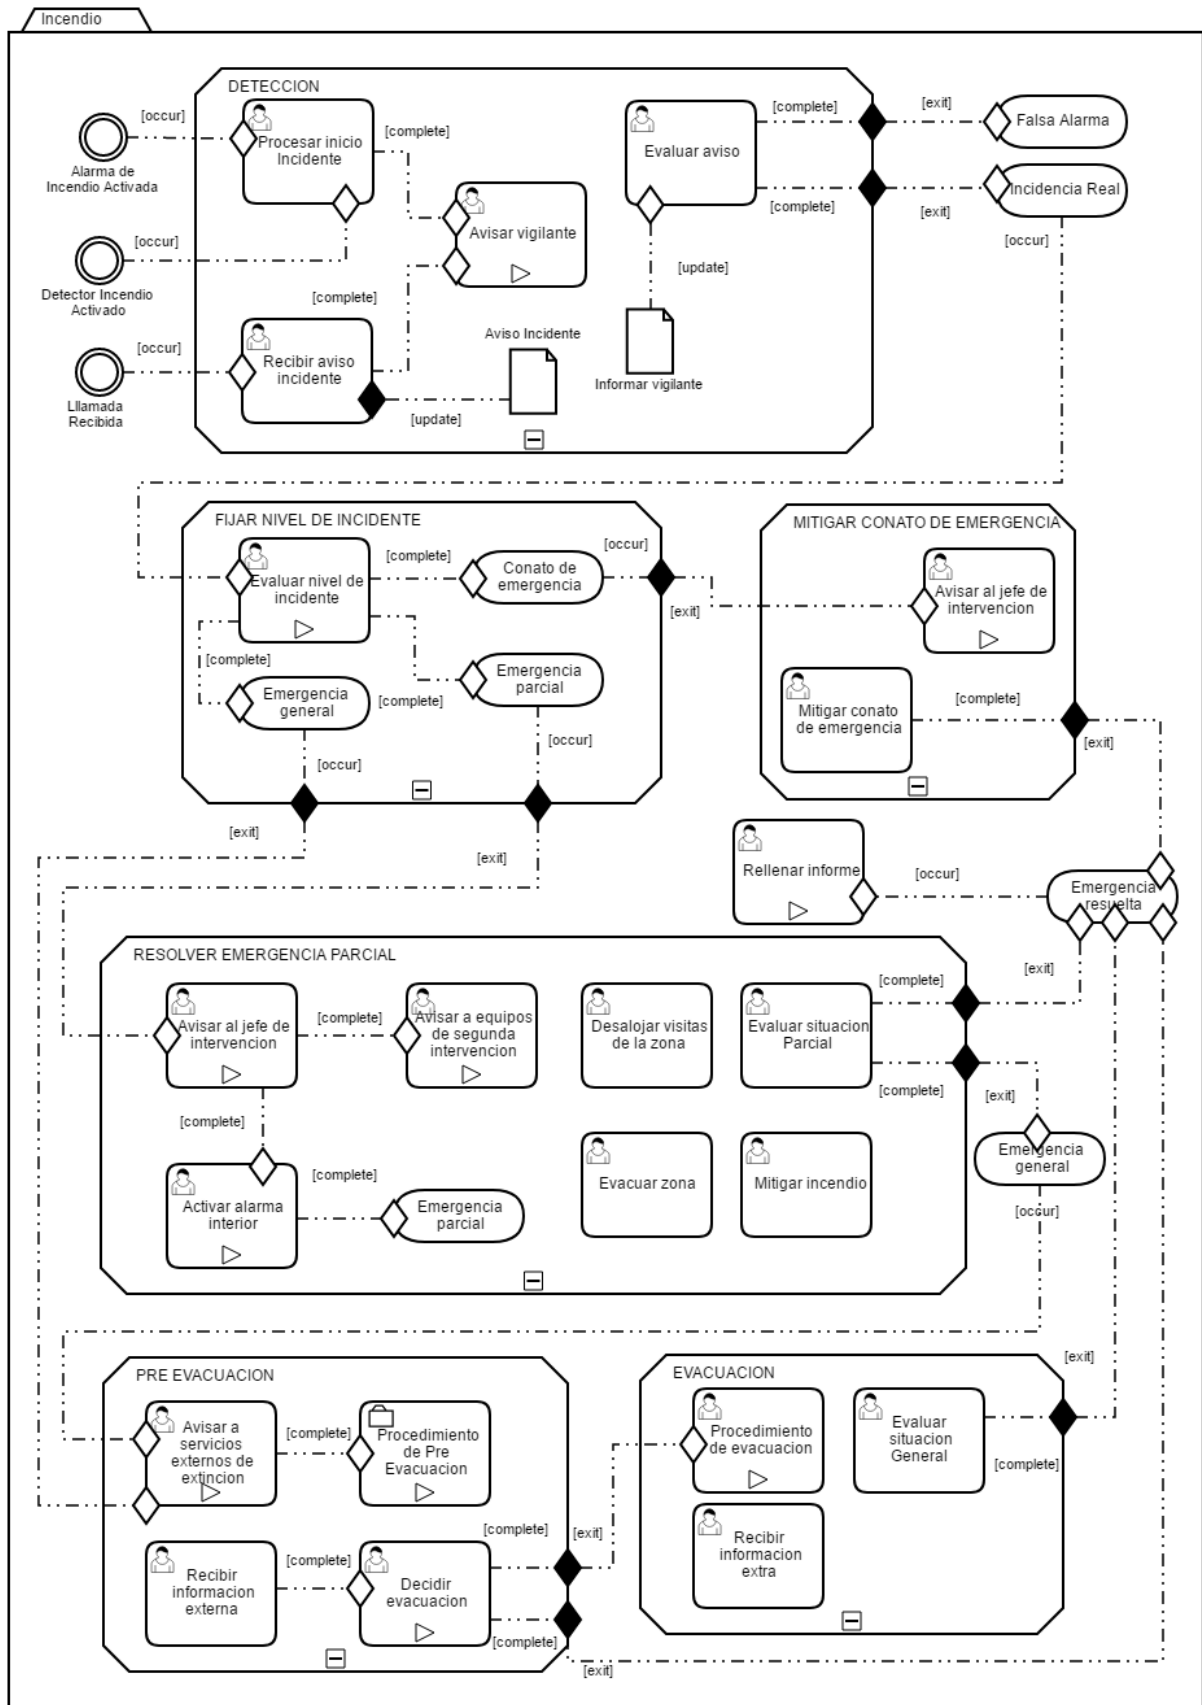 Incendio
DETECCION
[occur]
Procesar inicio
Incidente
[complete]
Alarma de
Incendio Activada
Avisar vigilante
Evaluar aviso
[complete]
[complete]
[exit]
[exit]
Falsa Alarma
Incidencia Real
[occur]
[occur]
Detector Incendio
Activado
[update]
[complete]
[occur]
Recibir aviso
incidente
Aviso Incidente
Informar vigilante
Lllamada
Recibida
[update]
FIJAR NIVEL DE INCIDENTE
Evaluar nivel de
incidente
[complete]
Conato de
emergencia
[occur]
[exit]
[complete]
Emergencia
general
[complete]
Emergencia
parcial
[occur]
[occur]
[exit]
[exit]
MITIGAR CONATO DE EMERGENCIA
Avisar al jefe de
intervencion
Mitigar conato
de emergencia
[complete]
[exit]
Rellenar informe
[occur]
Emergencia
resuelta
RESOLVER EMERGENCIA PARCIAL
Avisar al jefe de
intervencion
[complete]
Avisar a equipos
de segunda
intervencion
Desalojar visitas
de la zona
Evaluar situacion
Parcial
[complete]
[exit]
[complete]
[exit]
[complete]
Activar alarma
interior
[complete]
Emergencia
parcial
Evacuar zona
Mitigar incendio
Emergencia
general
[occur]
PRE EVACUACION
Avisar a
servicios
externos de
extincion
[complete]
Procedimiento
de Pre
Evacuacion
Recibir
informacion
externa
[complete]
Decidir
evacuacion
[complete]
[exit]
[complete]
[exit]
EVACUACION
Procedimiento
de evacuacion
Evaluar
situacion
General
[exit]
[complete]
Recibir
informacion
extra